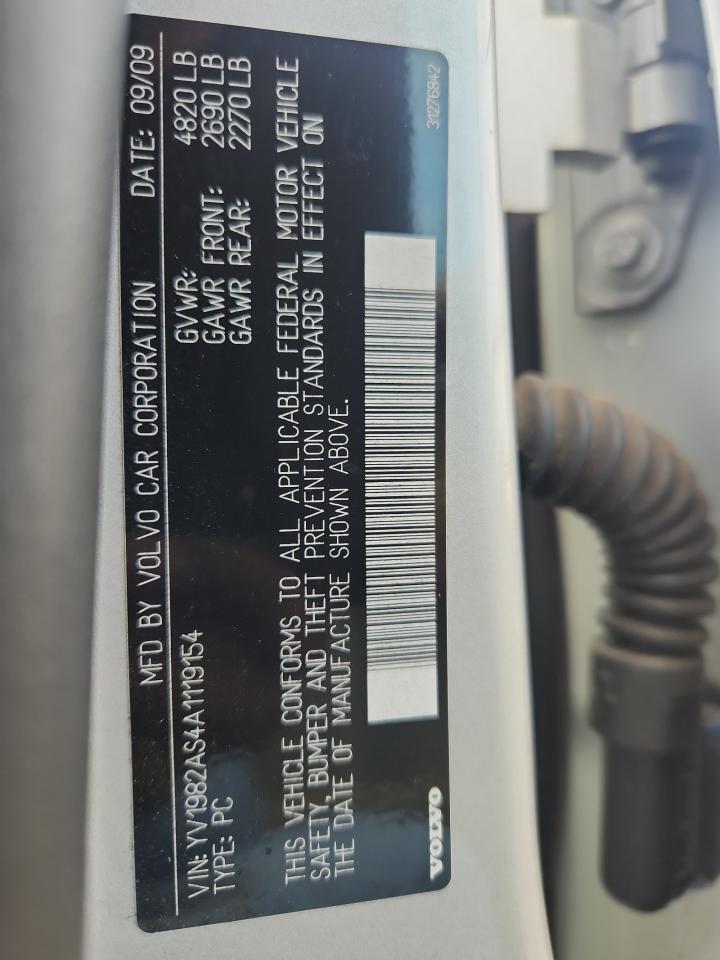 MFD BY VOLVO CAR CORPORATION DATE: 09/09
VIN: YV1982AS4A1119154 GVWR: 4820 LB
TYPE: PC GAWR FRONT: 2690 LB
GAWR REAR: 2270 LB
THIS VEHICLE CONFORMS TO ALL APPLICABLE FEDERAL MOTOR VEHICLE
SAFETY, BUMPER AND THEFT PREVENTION STANDARDS IN EFFECT ON
THE DATE OF MANUFACTURE SHOWN ABOVE.
VOLVO 31276842